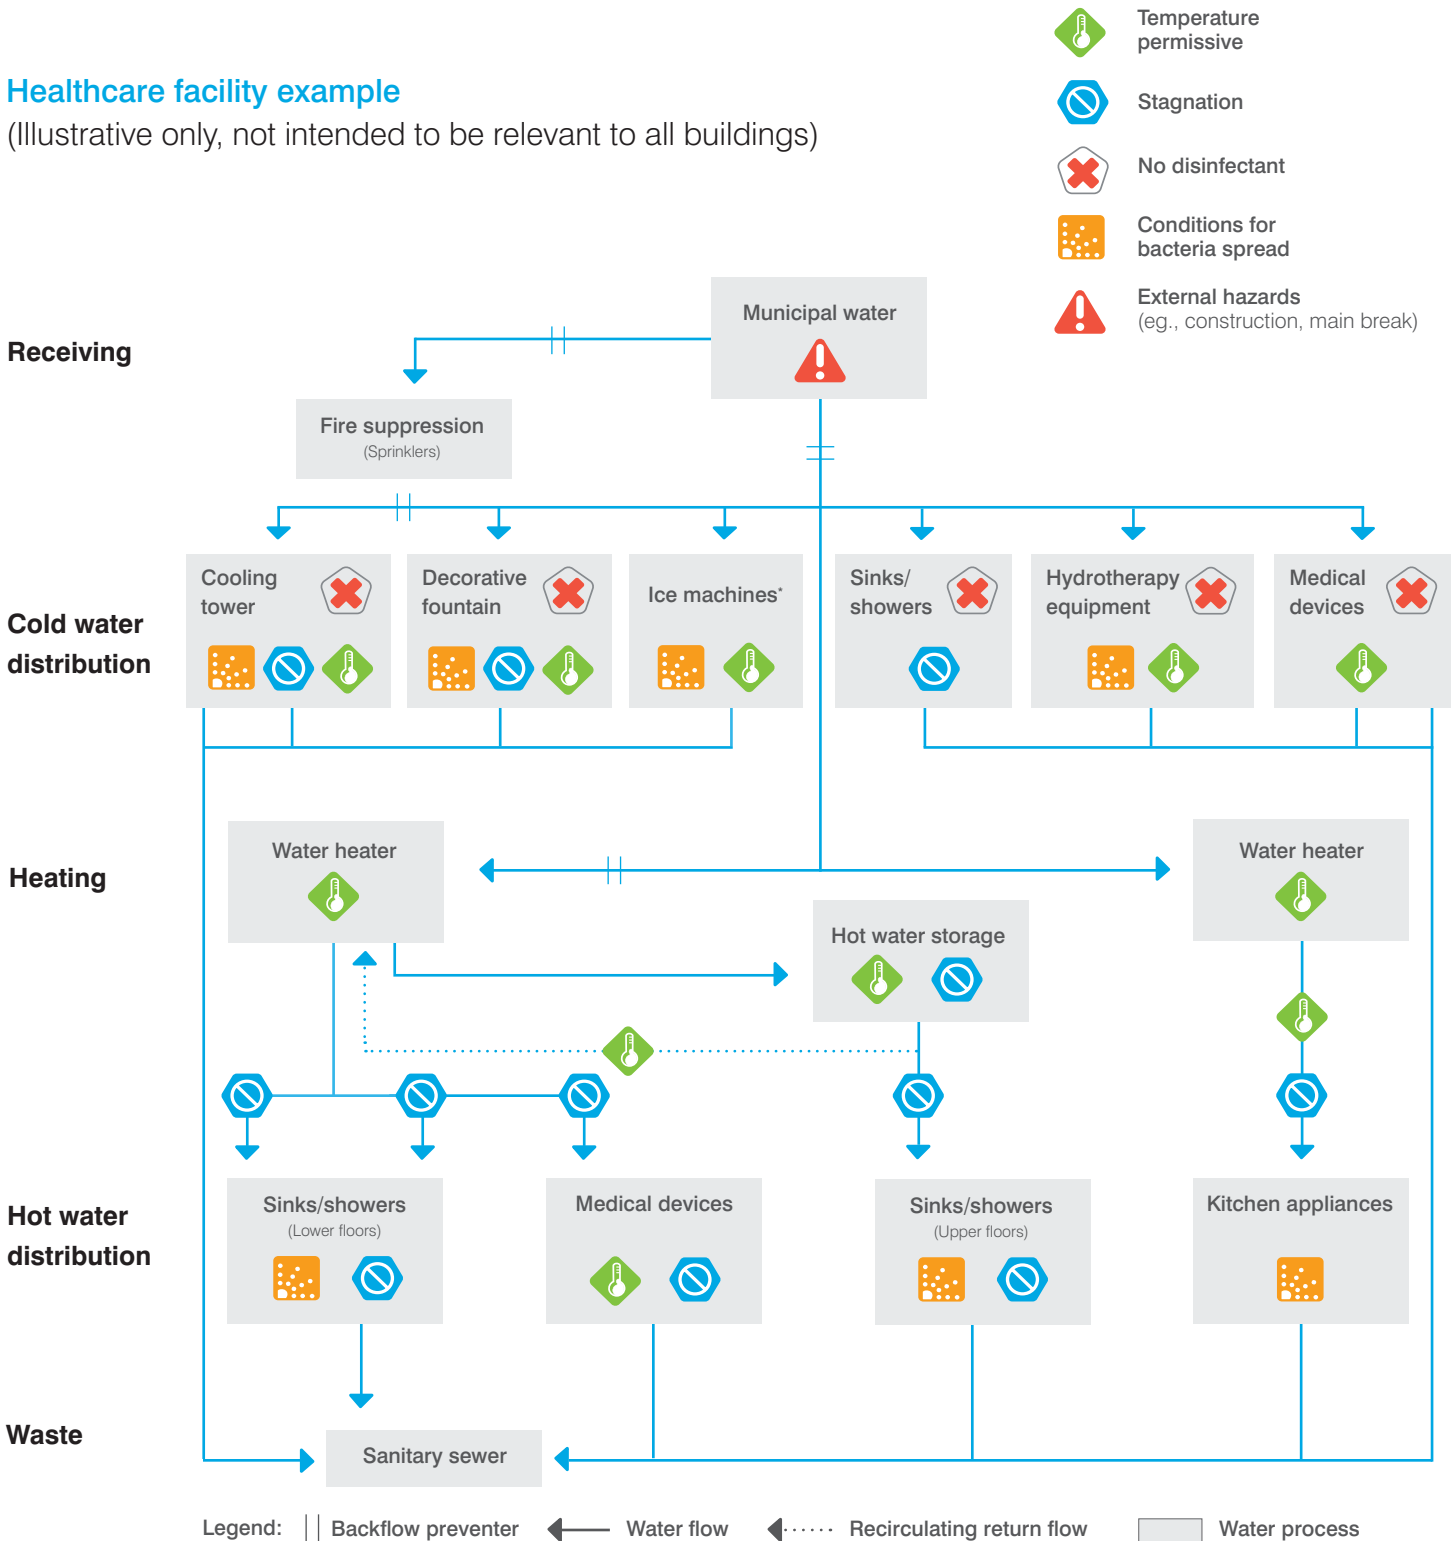 Temperature
permissive
Healthcare facility example
(Illustrative only, not intended to be relevant to all buildings)
Stagnation
No disinfectant
Conditions for
bacteria spread
External hazards
(eg., construction, main break)
Receiving
Municipal water
Fire suppression
(Sprinklers)
Cold water
distribution
Cooling
tower
Decorative
fountain
Ice machines*
Sinks/
showers
Hydrotherapy
equipment
Medical
devices
Heating
Water heater
Water heater
Hot water storage
Hot water
distribution
Sinks/showers
(Lower floors)
Medical devices
Sinks/showers
(Upper floors)
Kitchen appliances
Waste
Sanitary sewer
Legend: Backflow preventer Water flow Recirculating return flow Water process